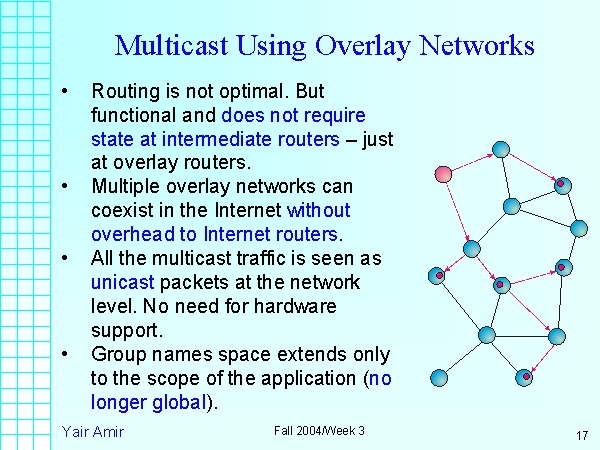 Multicast Using Overlay Networks
• Routing is not optimal. But
functional and does not require
state at intermediate routers – just
at overlay routers.
• Multiple overlay networks can
coexist in the Internet without
overhead to Internet routers.
• All the multicast traffic is seen as
unicast packets at the network
level. No need for hardware
support.
• Group names space extends only
to the scope of the application (no
longer global).
Yair Amir
Fall 2004/Week 3
17